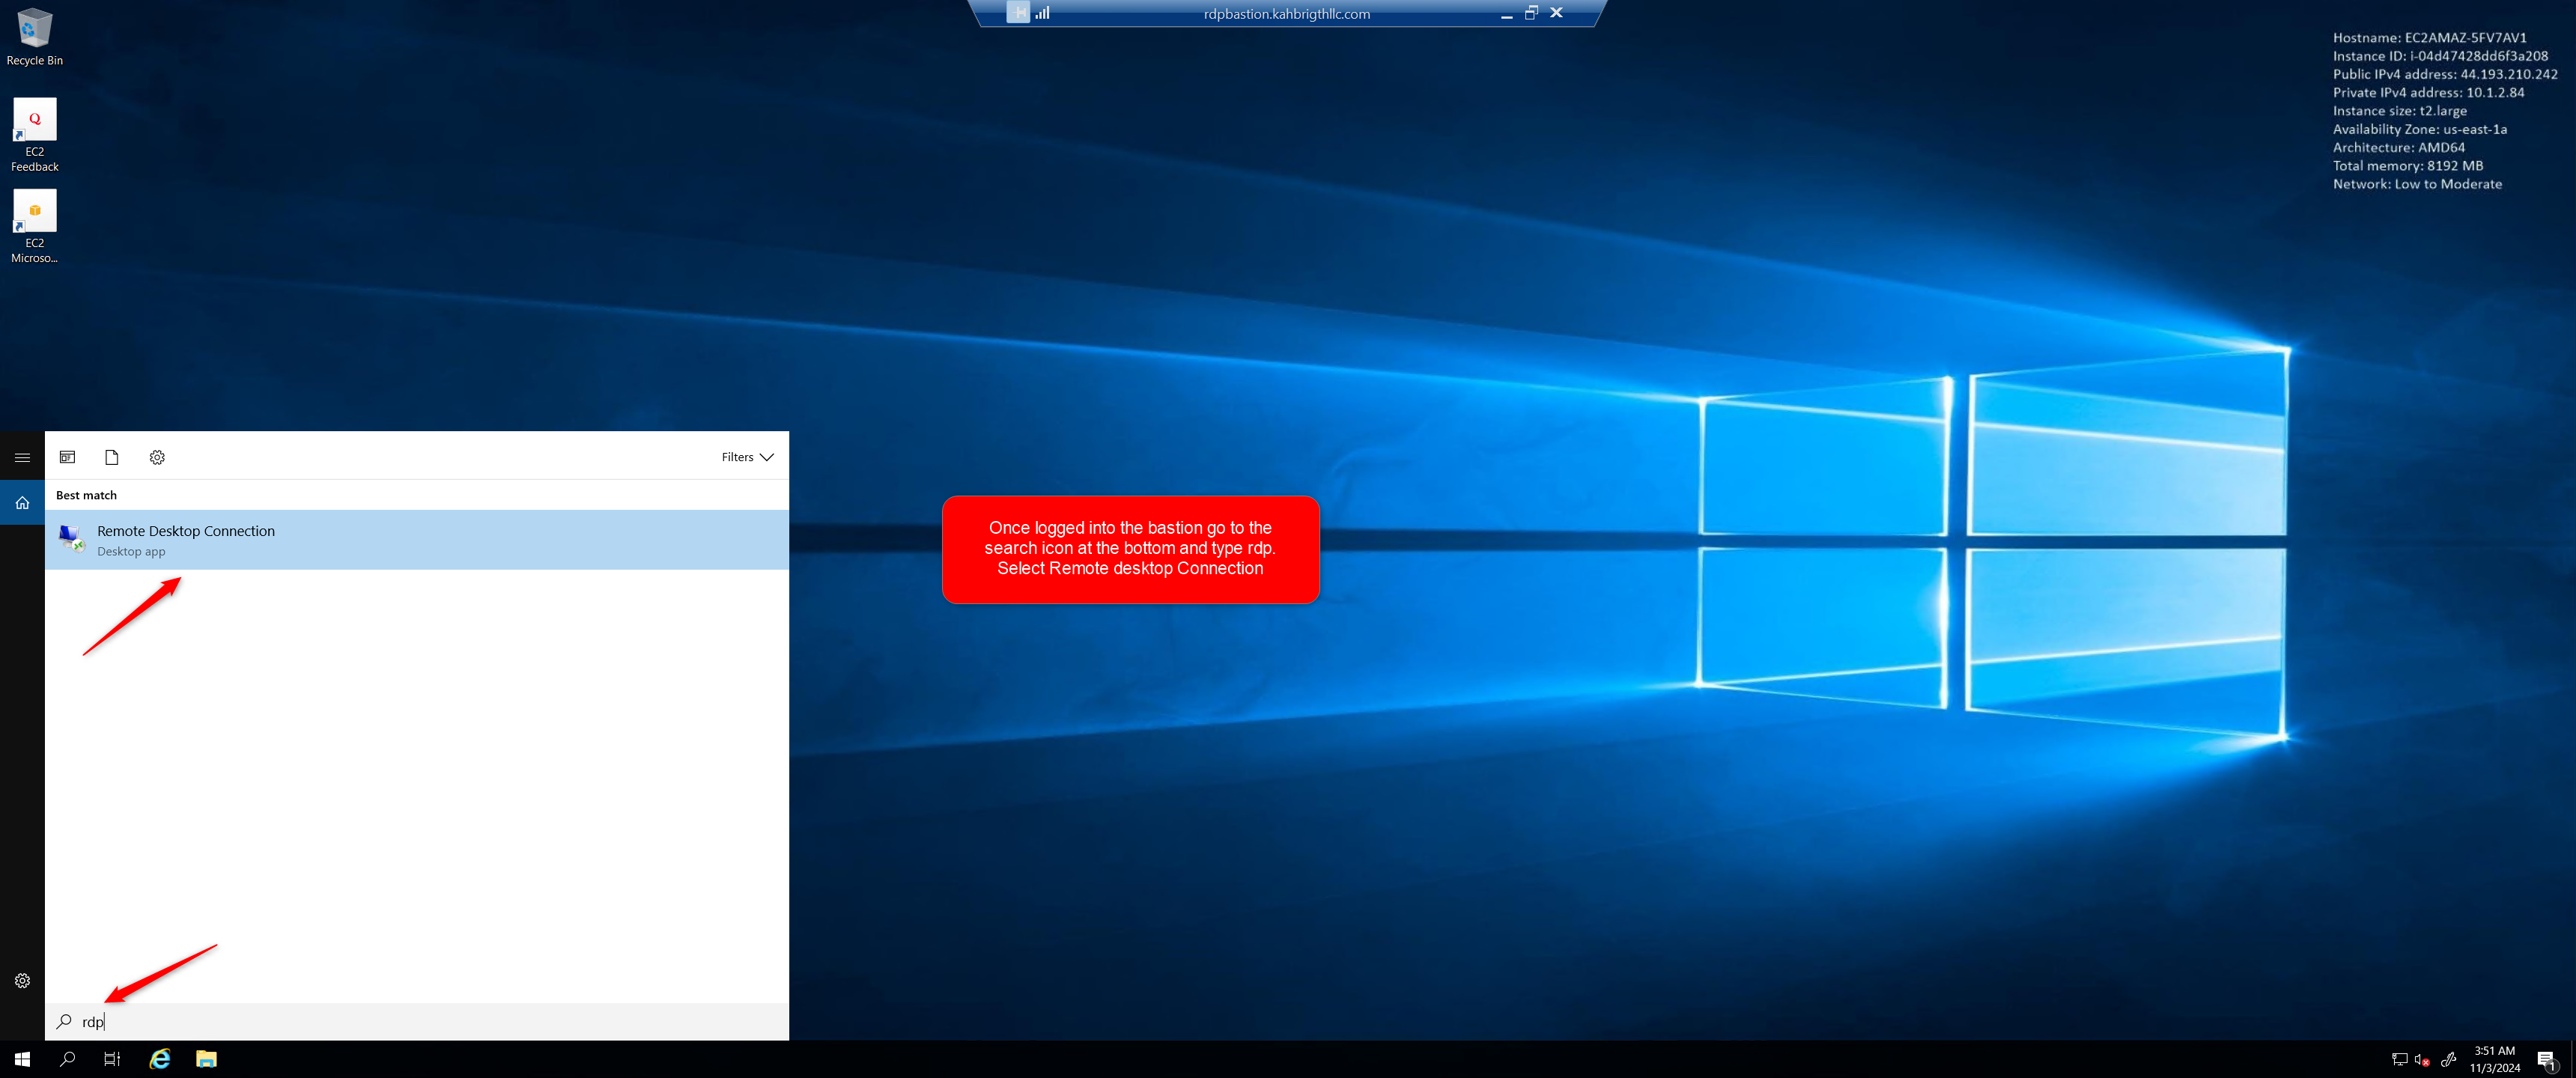 rdpbastion.kahbrigthllc.com
Recycle Bin
EC2
Feedback
EC2
Microso...
Hostname: EC2AMAZ-5FV7AV1
Instance ID: i-04d47428dd6f3a208
Public IPv4 address: 44.193.210.242
Private IPv4 address: 10.1.2.84
Instance size: t2.large
Availability Zone: us-east-1a
Architecture: AMD64
Total memory: 8192 MB
Network: Low to Moderate
Filters
Best match
Remote Desktop Connection
Desktop app
Once logged into the bastion go to the
search icon at the bottom and type rdp.
Select Remote desktop Connection
rdp
3:51 AM
11/3/2024
1